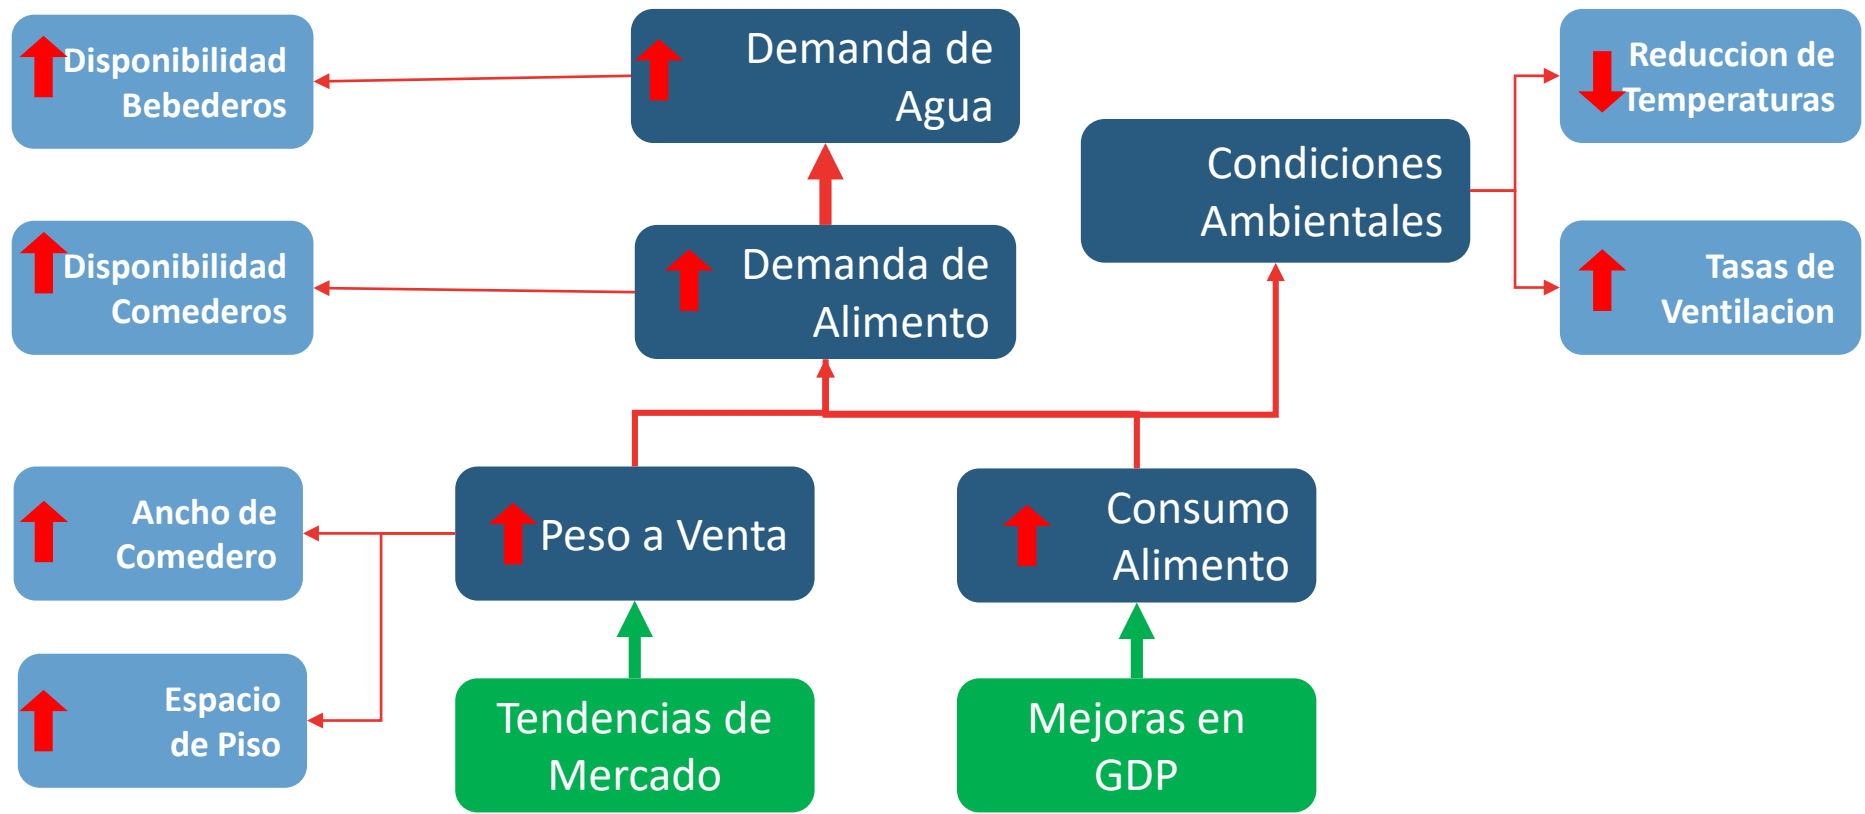 Disponibilidad
Bebederos
Demanda de
Agua
Reduccion de
Temperaturas
Condiciones
Ambientales
Disponibilidad
Comederos
Demanda de
Alimento
Tasas de
Ventilacion
Ancho de
Comedero
Peso a Venta
Consumo
Alimento
Espacio
de Piso
Tendencias de
Mercado
Mejoras en
GDP